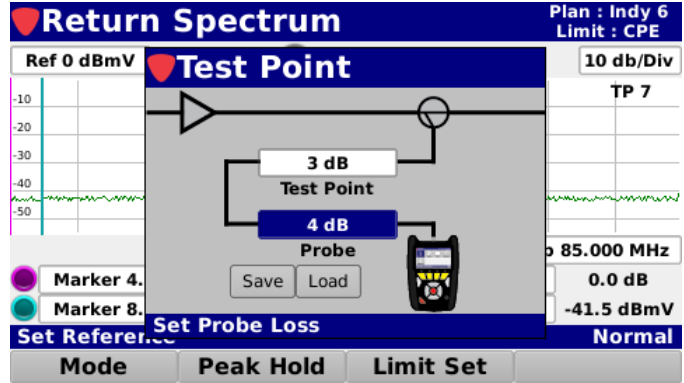 Return Spectrum
Plan : Indy 6
Limit : CPE
Ref 0 dBmV
10 db/Div
Test Point
TP 7
-10
-20
-30
-40
-50
3 dB
Test Point
4 dB
Probe
Save Load
85.000 MHz
Marker 4.
0.0 dB
Marker 8.
-41.5 dBmV
Set Probe Loss
Set Reference
Normal
Mode Peak Hold Limit Set